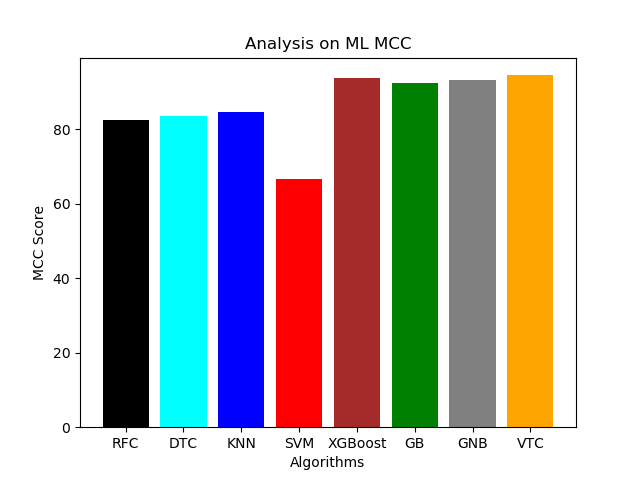 Analysis on ML MCC
MCC Score
80
60
40
20
0
RFC DTC KNN SVM XGBoost GB GNB VTC
Algorithms